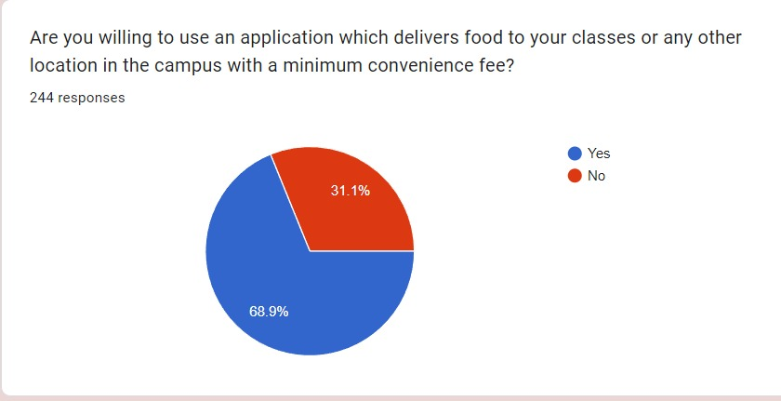 Are you willing to use an application which delivers food to your classes or any other
location in the campus with a minimum convenience fee?
244 responses
Yes
No
31.1%
68.9%